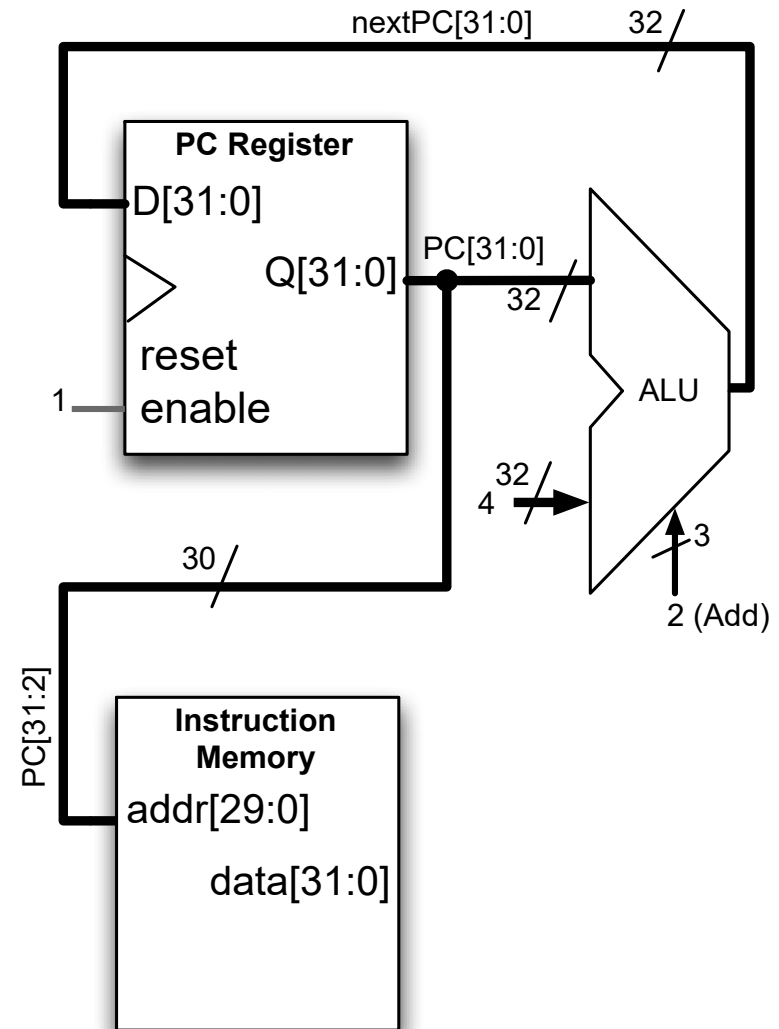 nextPC[31:0]
32
PC Register
D[31:0]
PC[31:0]
Q[31:0]
32
reset
ALU
1
enable
32
4
3
30
2 (Add)
PC[31:2]
Instruction
Memory
addr[29:0]
data[31:0]